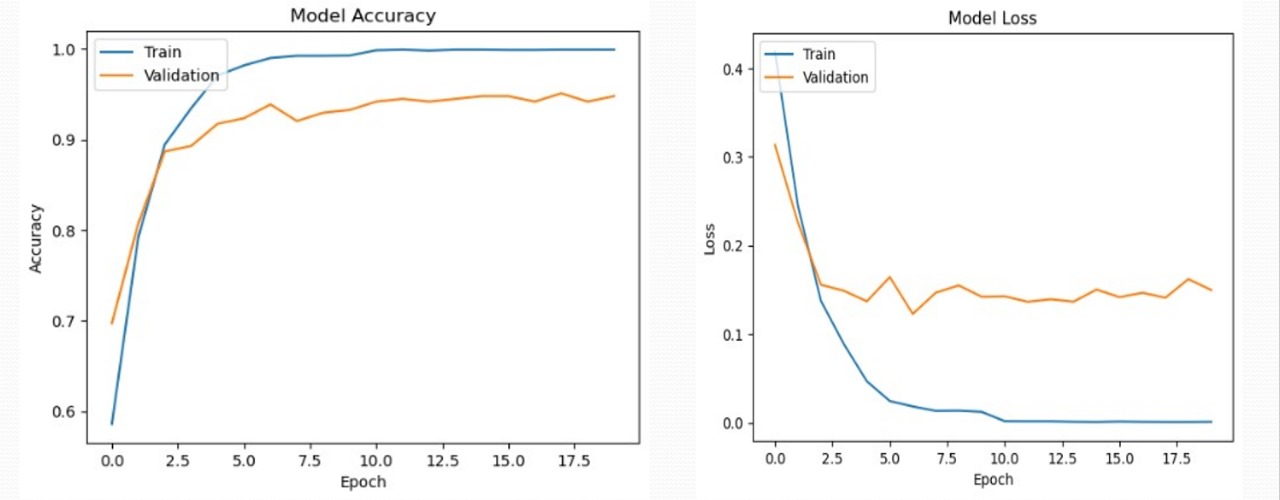 Model Accuracy
Train
Validation
1.0
0.9
0.8
0.7
0.6
Accuracy
0.0 2.5 5.0 7.5 10.0 12.5 15.0 17.5
Epoch
Model Loss
Train
Validation
0.4
0.3
0.2
0.1
0.0
Loss
0.0 2.5 5.0 7.5 10.0 12.5 15.0 17.5
Epoch